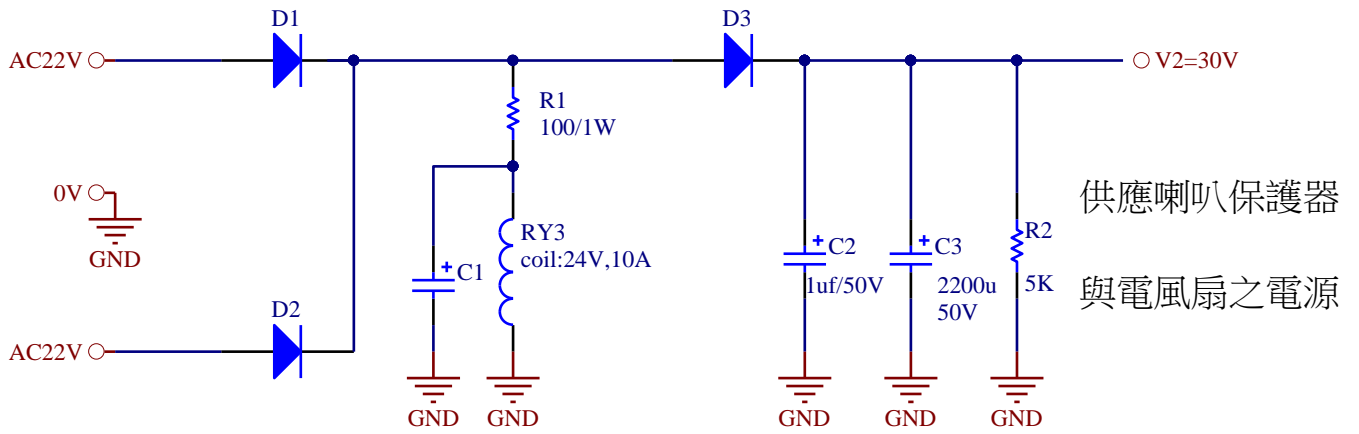 D1
D3
AC22V
V2=30V
R1
100/1W
0V
GND
RY3
coil:24V,10A
C1
C2
1uf/50V
C3
2200u
50V
R2
5K
供應喇叭保護器
與電風扇之電源
D2
AC22V
GND
GND
GND
GND
GND